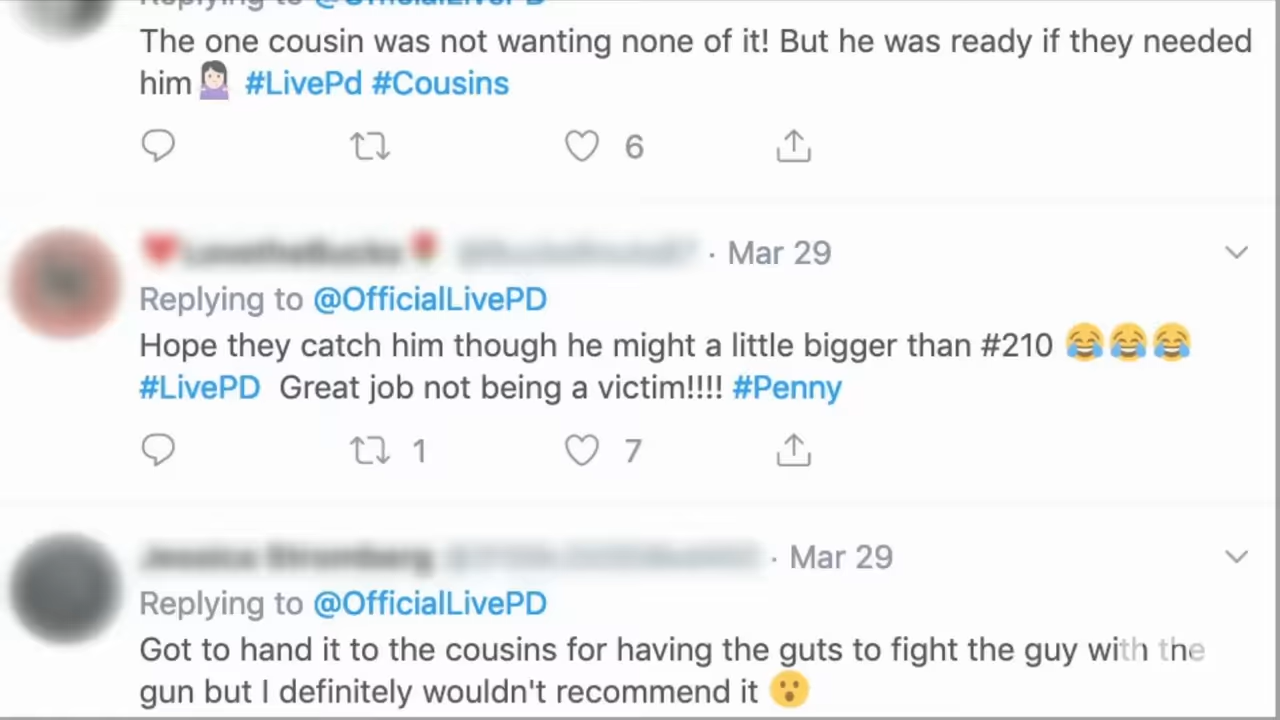 Replying to @OfficialLivePD
The one cousin was not wanting none of it! But he was ready if they needed
him🤷🏻‍♀️ #LivePd #Cousins
6
· Mar 29
Replying to @OfficialLivePD
Hope they catch him though he might a little bigger than #210 😂😂😂
#LivePD Great job not being a victim!!!! #Penny
1 7
· Mar 29
Replying to @OfficialLivePD
Got to hand it to the cousins for having the guts to fight the guy with the
gun but I definitely wouldn't recommend it 😮